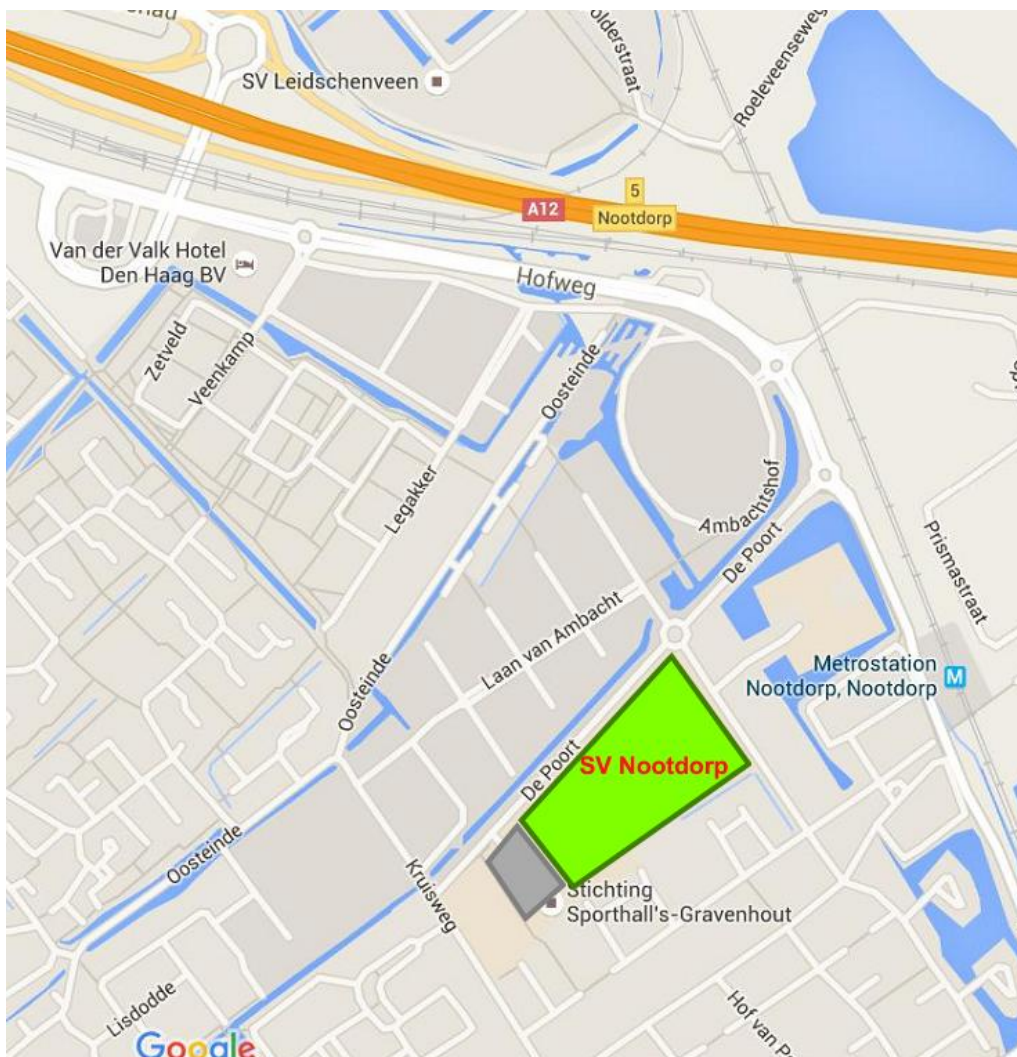 SV Leidschenveen
olderstraat
Roeleveenseweg
5
A12
Nootdorp
Van der Valk Hotel
Den Haag BV
Hofweg
Zetveld
Veenkamp
Oosteinde
Legakker
Ambachtshof
De Poort
Prismastraat
Laan van Ambacht
Oosteinde
Metrostation
Nootdorp, Nootdorp
M
De Poort
SV Nootdorp
Oosteinde
Kruisweg
Stichting
Sporthall's-Gravenhout
Lisdodde
Hof van P
Google